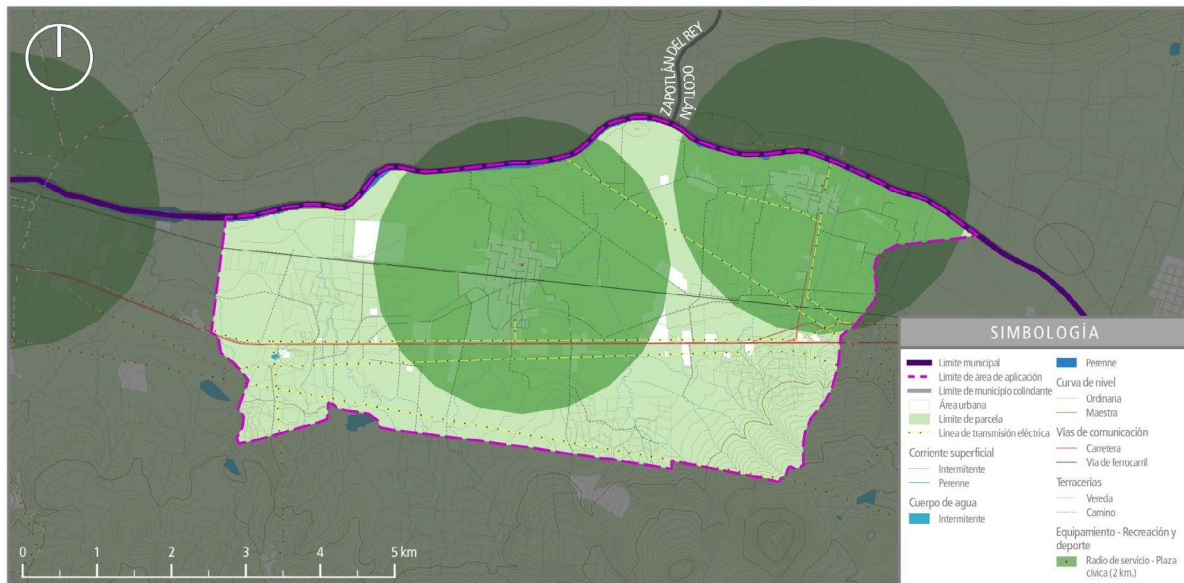 ZAPOTLÁN DEL REY
OCOTLÁN
0 1 2 3 4 5 km
SIMBOLOGÍA
Límite municipal
Límite de área de aplicación
Límite de municipio colindante
Área urbana
Límite de parcela
Línea de transmisión eléctrica
Corriente superficial
Intermitente
Perenne
Cuerpo de agua
Intermitente
Perenne
Curva de nivel
Ordinaria
Maestra
Vías de comunicación
Carretera
Vía de ferrocarril
Terracerías
Vereda
Camino
Equipamiento - Recreación y
deporte
Radio de servicio - Plaza
cívica (2 km.)